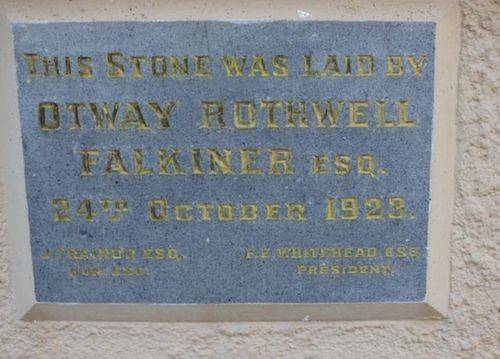 THIS STONE WAS LAID BY
OTWAY ROTHWELL
FALKINER ESQ.
24TH OCTOBER 1923.
J. TRAINOR ESQ. F.E. WHITEHEAD ESQ.
HON. SEC. PRESIDENT.